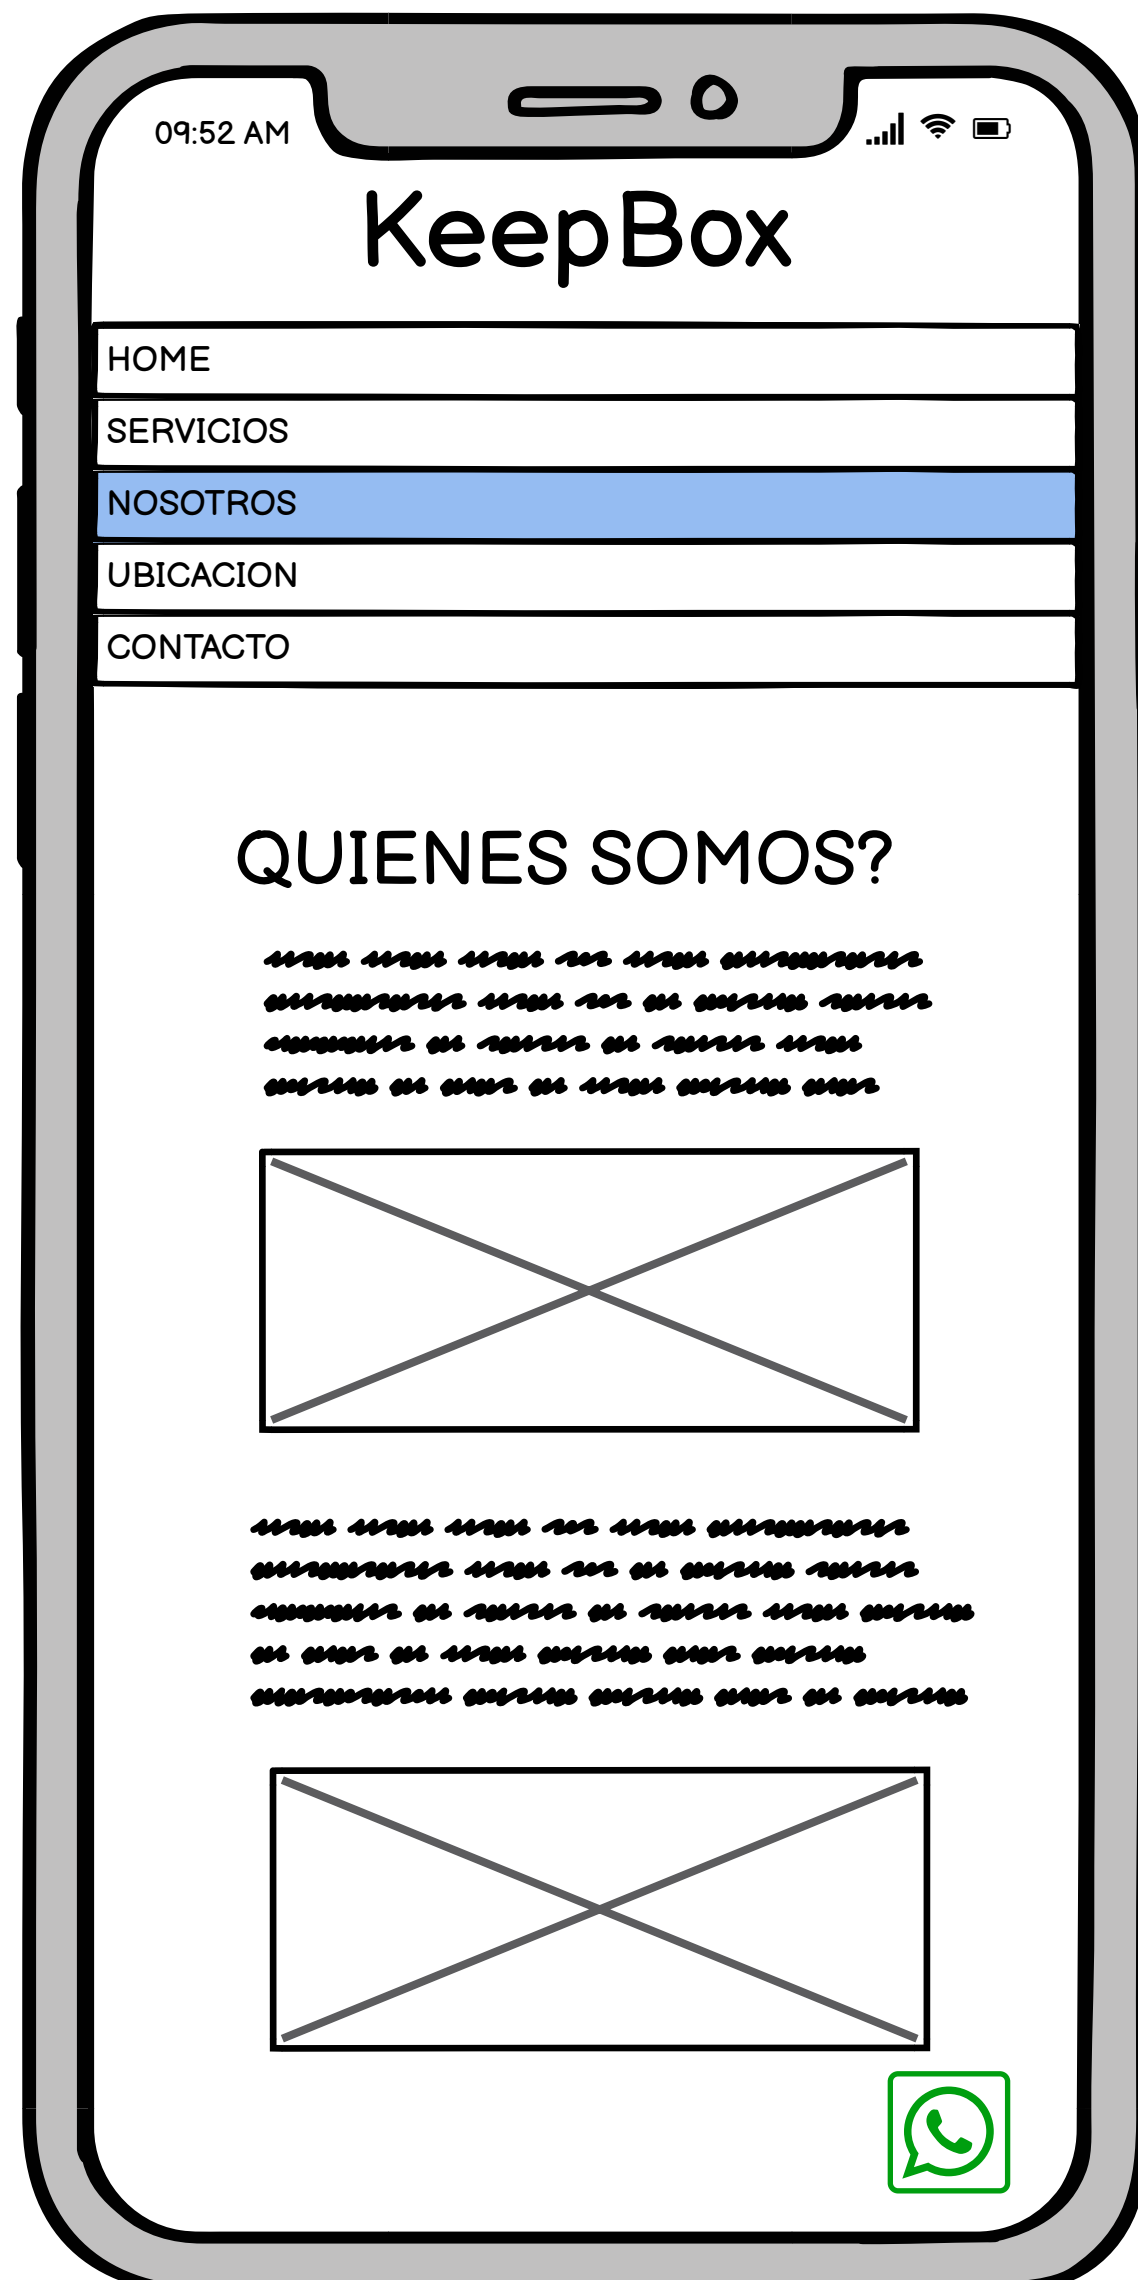 09:52 AM
KeepBox
HOME
SERVICIOS
NOSOTROS
UBICACION
CONTACTO
QUIENES SOMOS?